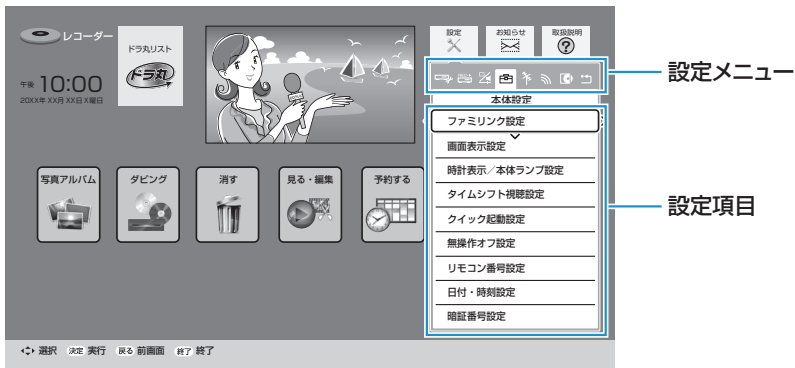 レコーダー
ドラ丸リスト
ドラ丸
午後 10:00
20XX年 XX月 XX日 X曜日
設定
お知らせ
取扱説明
設定メニュー
本体設定
ファミリンク設定
画面表示設定
時計表示／本体ランプ設定
タイムシフト視聴設定
クイック起動設定
無操作オフ設定
リモコン番号設定
日付・時刻設定
暗証番号設定
設定項目
写真アルバム
ダビング
消す
見る・編集
予約する
選択 決定 実行 戻る 前画面 終了 終了